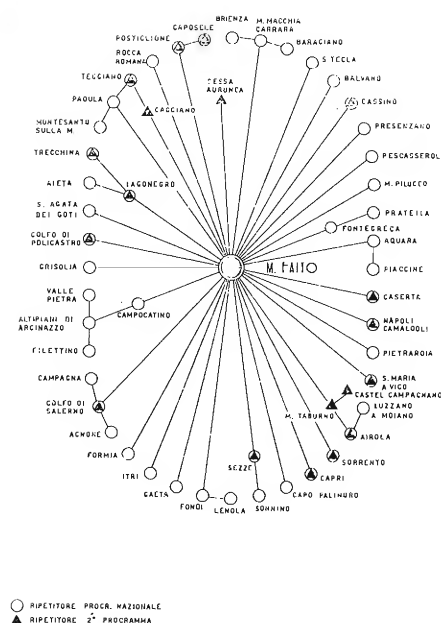 BRIENZA
M. MACCHIA
CARRARA
BARAGIANO
CAPOSELE
POSTIGLIONE
ROCCA
ROMANA
S. TECLA
TEGGIANO
SESSA
AURUNCA
BALVANO
PADULA
CAGGIANO
CASSINO
MONTESANTO
SULLA M.
PRESENZANO
TRECCHINA
PESCASSEROLI
AIETA
LAGONEGRO
M. PILUCCO
S. AGATA
DEI GOTI
PRATELLA
FONTEGRECA
GOLFO DI
POLICASTRO
AQUARA
GRISOLIA
M. FAITO
PIAGGINE
VALLE
PIETRA
CASERTA
CAMPOCATINO
ALTIPIANI DI
ARCINAZZO
NAPOLI
CAMALDOLI
FILETTINO
PIETRAROIA
CAMPAGNA
S. MARIA
A VICO
CASTEL CAMPAGNANO
GOLFO DI
SALERNO
M. TABURNO
LUZZANO
A MOIANO
AGNONE
AIROLA
FORMIA
SEZZE
SORRENTO
ITRI
CAPRI
GAETA
CAPO PALINURO
FONDI
LENOLA
SONNINO
RIPETITORE PROGR. NAZIONALE
RIPETITORE 2° PROGRAMMA